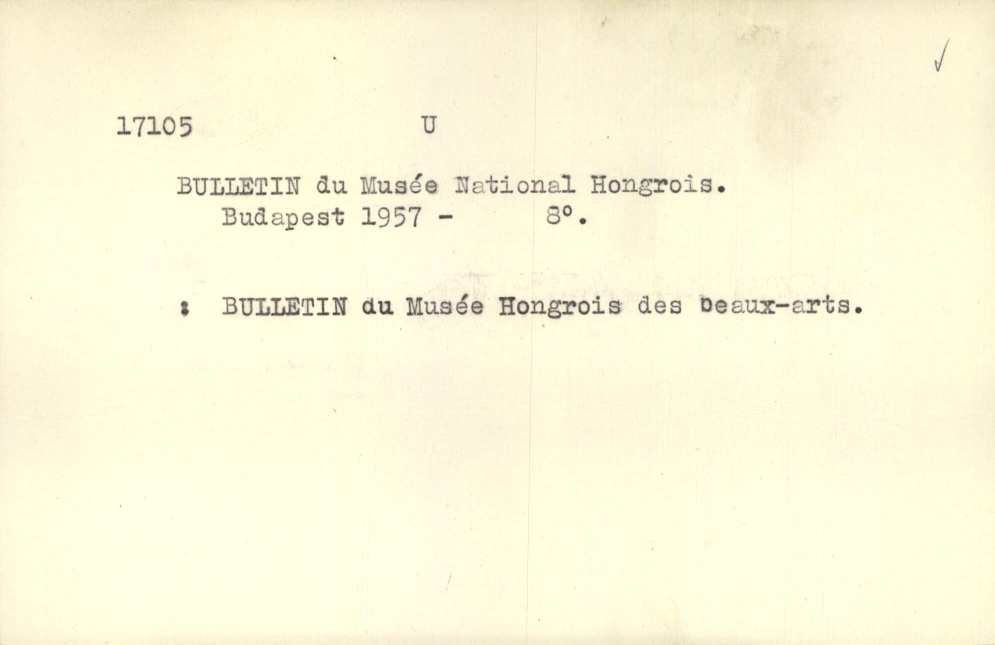 17105 U
BULLETIN du Musée National Hongrois.
Budapest 1957 - 8°.
: BULLETIN du Musée Hongrois des beaux-arts.